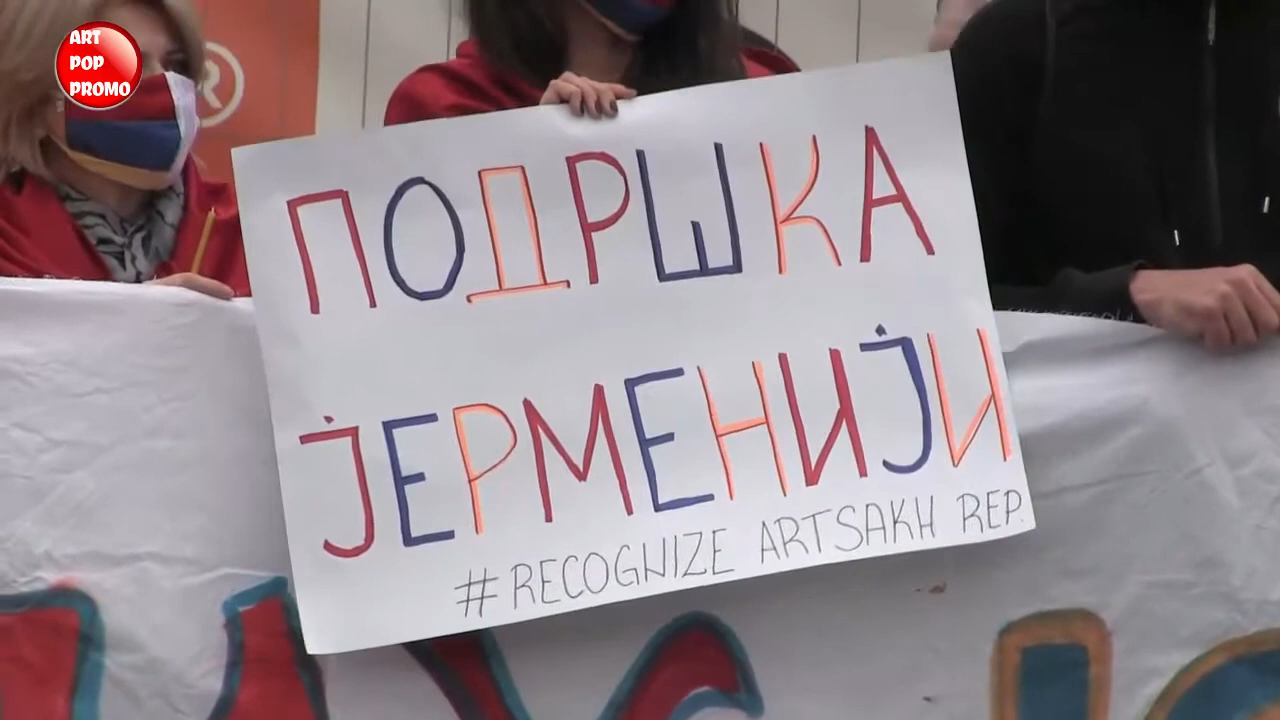 ART
POP
PROMO
R
ПОДРШКА
ЈЕРМЕНИЈИ
#RECOGNIZE ARTSAKH REP.